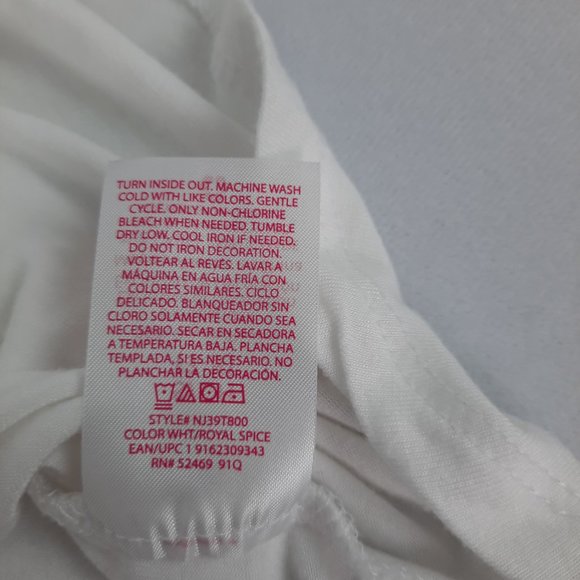 TURN INSIDE OUT. MACHINE WASH
COLD WITH LIKE COLORS. GENTLE
CYCLE. ONLY NON-CHLORINE
BLEACH WHEN NEEDED. TUMBLE
DRY LOW. COOL IRON IF NEEDED.
DO NOT IRON DECORATION.
VOLTEAR AL REVÉS. LAVAR A
MÁQUINA EN AGUA FRÍA CON
COLORES SIMILARES. CICLO
DELICADO. BLANQUEADOR SIN
CLORO SOLAMENTE CUANDO SEA
NECESARIO. SECAR EN SECADORA
A TEMPERATURA BAJA. PLANCHA
TEMPLADA, SI ES NECESARIO. NO
PLANCHAR LA DECORACIÓN.
STYLE# NJ39T800
COLOR WHT/ROYAL SPICE
EAN/UPC 1 9162309343
RN# 52469 91Q